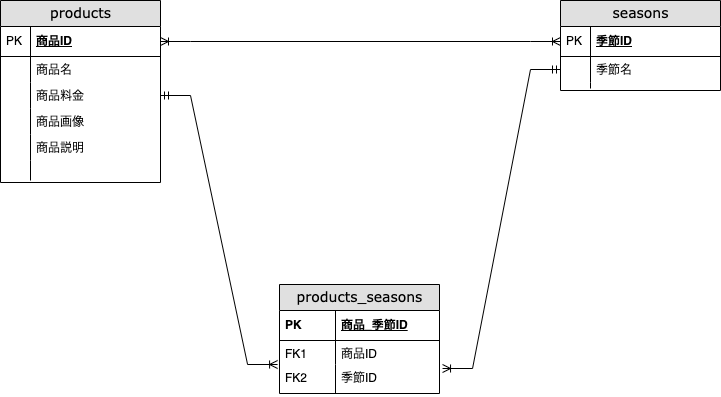 products
PK 商品ID
商品名
商品料金
商品画像
商品説明
seasons
PK 季節ID
季節名
products_seasons
PK 商品_季節ID
FK1 商品ID
FK2 季節ID